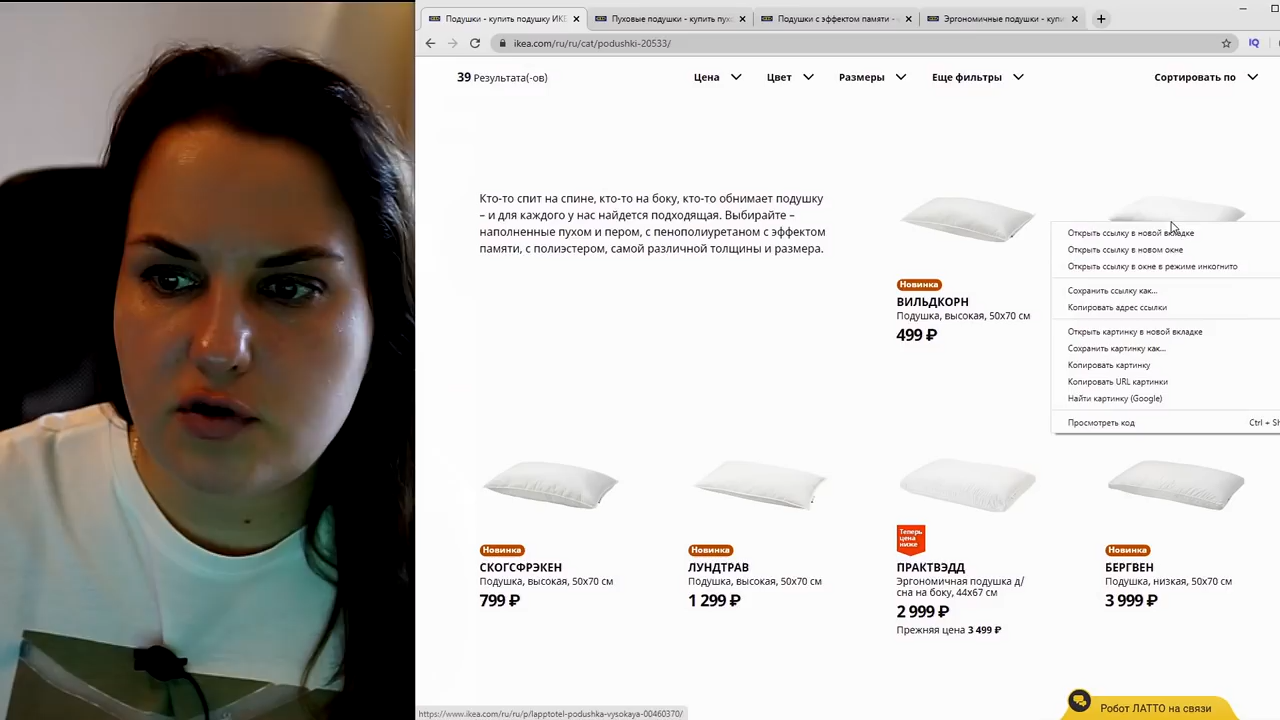 Подушки - купить подушку ИКЕ
Пуховые подушки - купить пух
Подушки с эффектом памяти -
Эргономичные подушки - купи
ikea.com/ru/ru/cat/podushki-20533/
IQ
39 Результата(-ов)
Цена
Цвет
Размеры
Еще фильтры
Сортировать по
Кто-то спит на спине, кто-то на боку, кто-то обнимает подушку
– и для каждого у нас найдется подходящая. Выбирайте –
наполненные пухом и пером, с пенополиуретаном с эффектом
памяти, с полиэстером, самой различной толщины и размера.
Новинка
ВИЛЬДКОРН
Подушка, высокая, 50x70 см
499 ₽
Открыть ссылку в новой вкладке
Открыть ссылку в новом окне
Открыть ссылку в окне в режиме инкогнито
Сохранить ссылку как...
Копировать адрес ссылки
Открыть картинку в новой вкладке
Сохранить картинку как...
Копировать картинку
Копировать URL картинки
Найти картинку (Google)
Просмотреть код Ctrl + Sh
Новинка
СКОГСФРЭКЕН
Подушка, высокая, 50x70 см
799 ₽
Новинка
ЛУНДТРАВ
Подушка, высокая, 50x70 см
1 299 ₽
Теперь
цена
ниже
ПРАКТВЭДД
Эргономичная подушка д/
сна на боку, 44x67 см
2 999 ₽
Прежняя цена 3 499 ₽
Новинка
БЕРГВЕН
Подушка, низкая, 50x70 см
3 999 ₽
https://www.ikea.com/ru/ru/p/lapptotel-podushka-vysokaya-00460370/
Робот ЛАТТО на связи